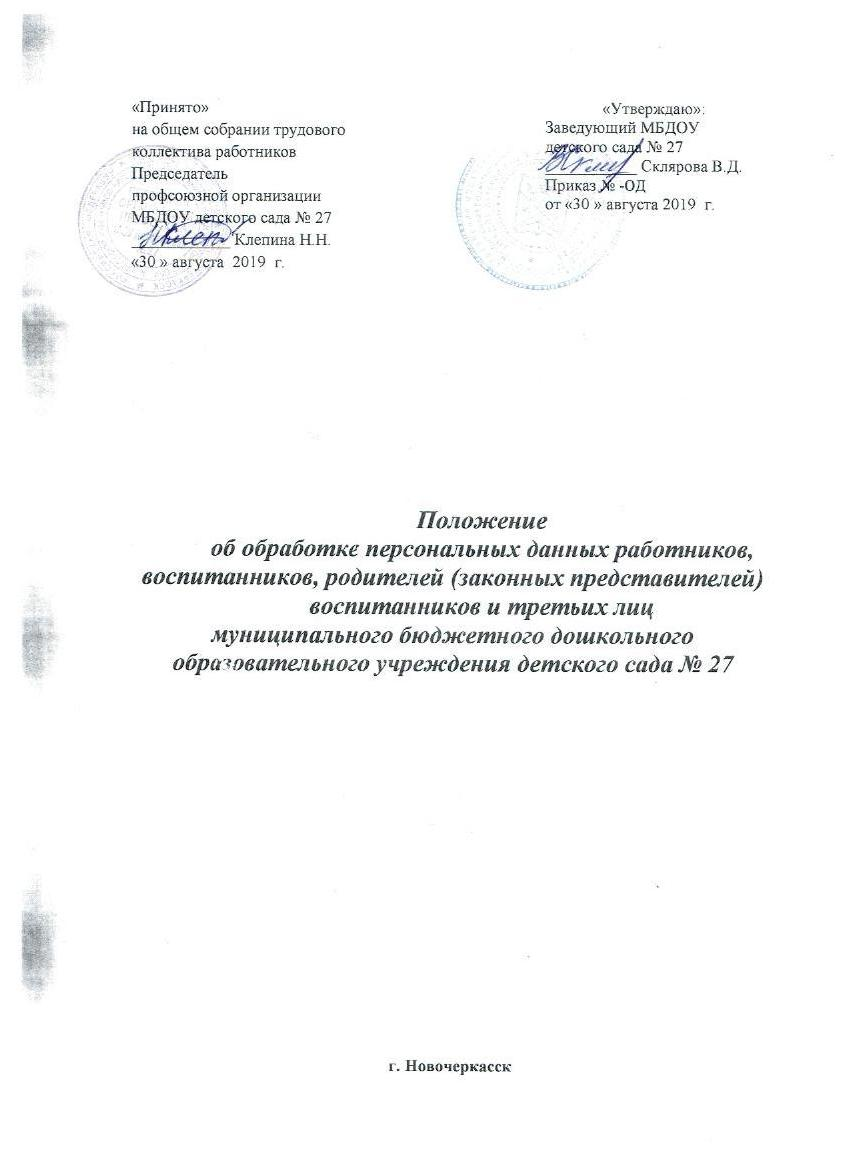 «Принято»
на общем собрании трудового
коллектива работников
Председатель
профсоюзной организации
МБДОУ детского сада № 27
Клепина Н.Н.
«30 » августа 2019 г.
«Утверждаю»:
Заведующий МБДОУ
детского сада № 27
Склярова В.Д.
Приказ № -ОД
от «30 » августа 2019 г.
Положение
об обработке персональных данных работников,
воспитанников, родителей (законных представителей)
воспитанников и третьих лиц
муниципального бюджетного дошкольного
образовательного учреждения детского сада № 27
г. Новочеркасск